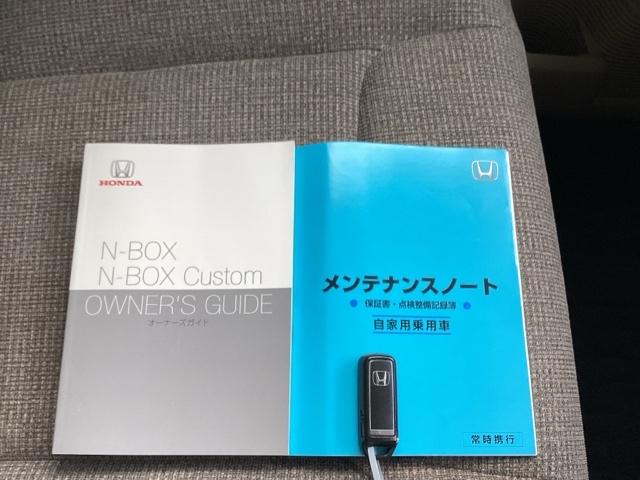 HONDA
N-BOX
N-BOX Custom
OWNER'S GUIDE
オーナーズガイド
メンテナンスノート
保証書・点検整備記録簿
自家用乗用車
常時携行